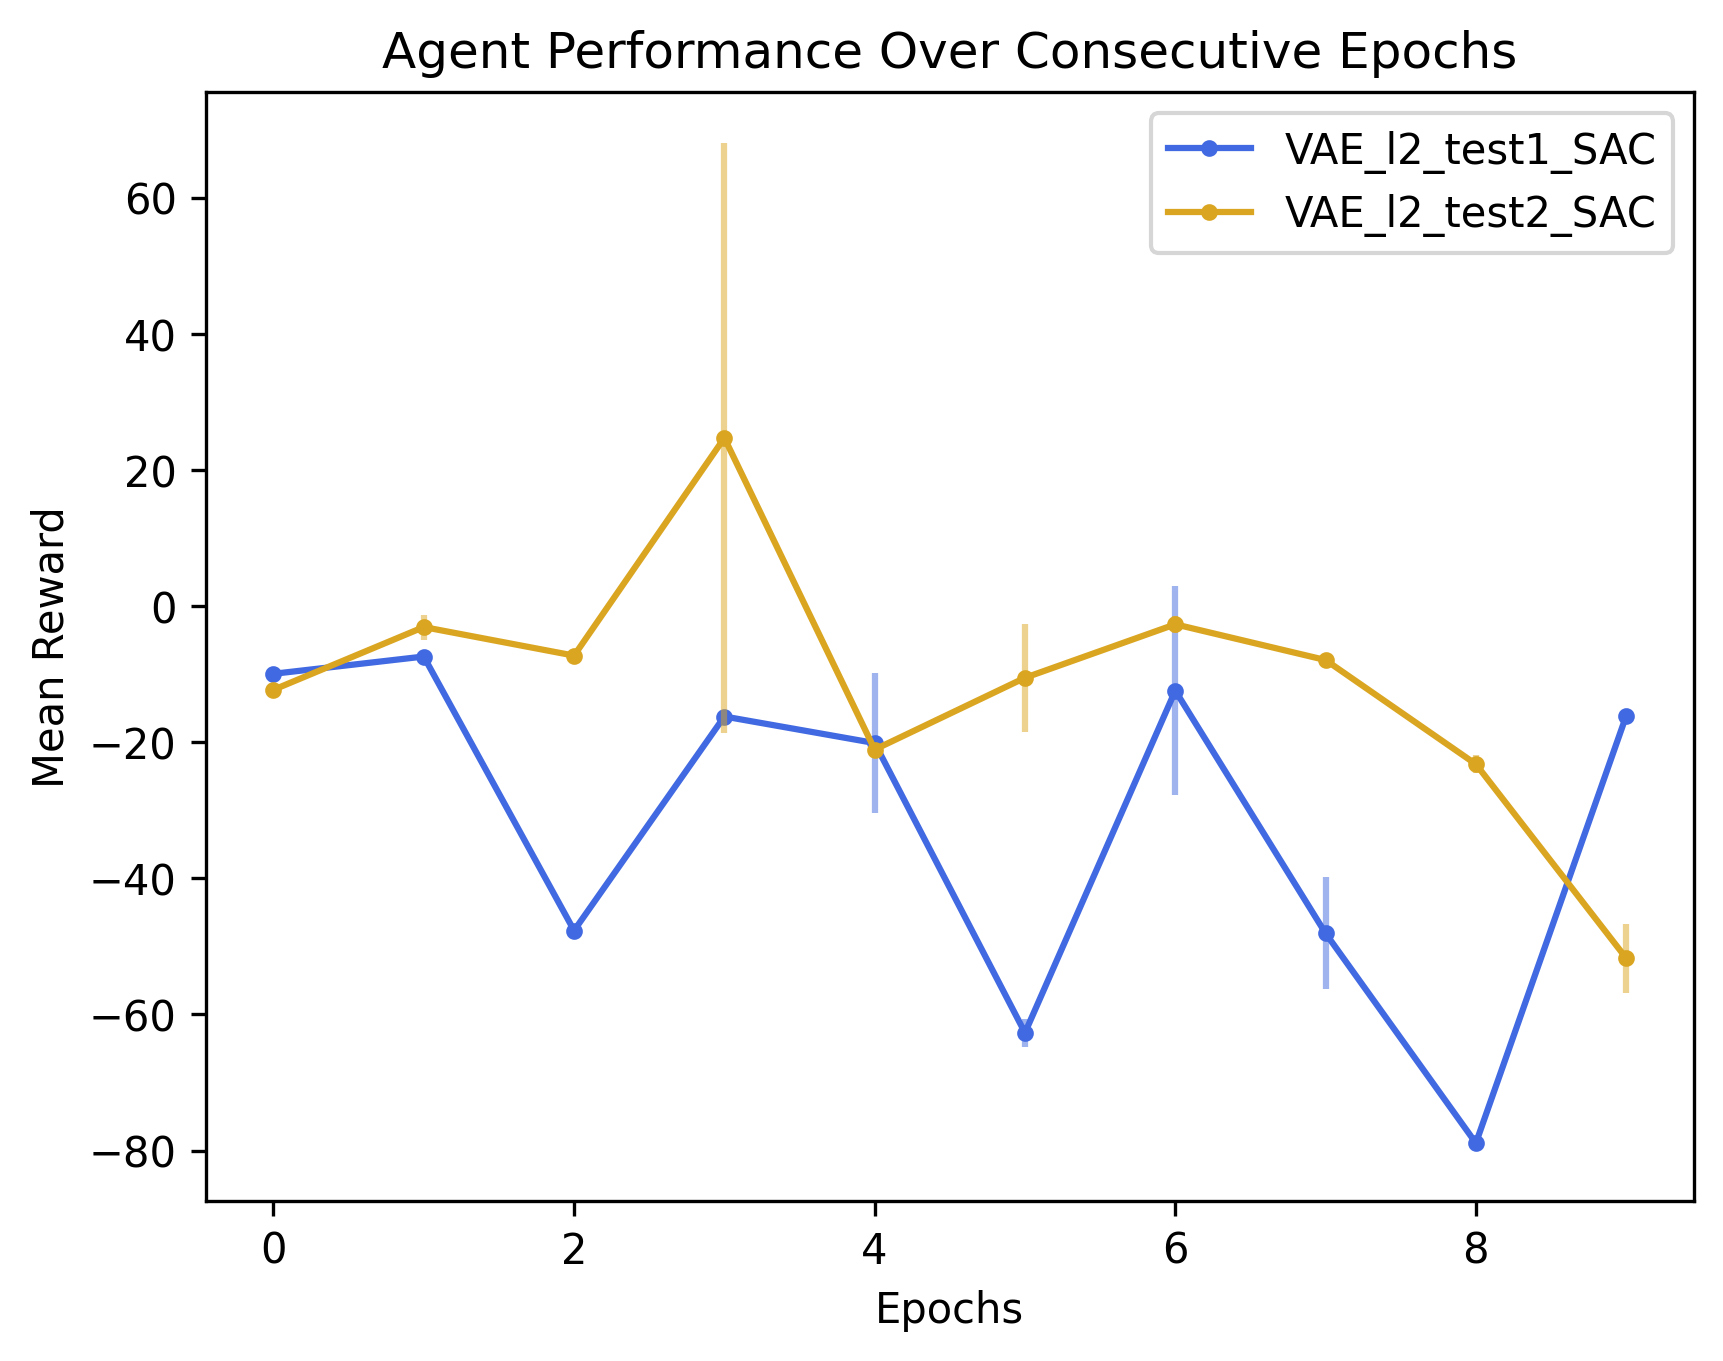 Agent Performance Over Consecutive Epochs
VAE_l2_test1_SAC
VAE_l2_test2_SAC
Mean Reward
60
40
20
0
−20
−40
−60
−80
0 2 4 6 8
Epochs